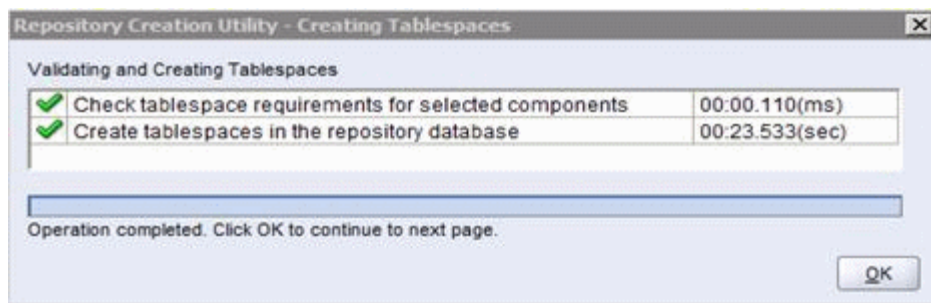 Repository Creation Utility - Creating Tablespaces
Validating and Creating Tablespaces
Check tablespace requirements for selected components 00:00.110(ms)
Create tablespaces in the repository database 00:23.533(sec)
Operation completed. Click OK to continue to next page.
OK